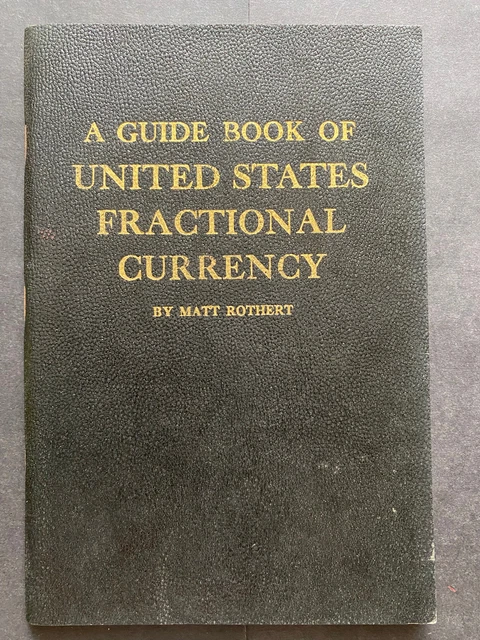 A GUIDE BOOK OF
UNITED STATES
FRACTIONAL
CURRENCY
BY MATT ROTHERT